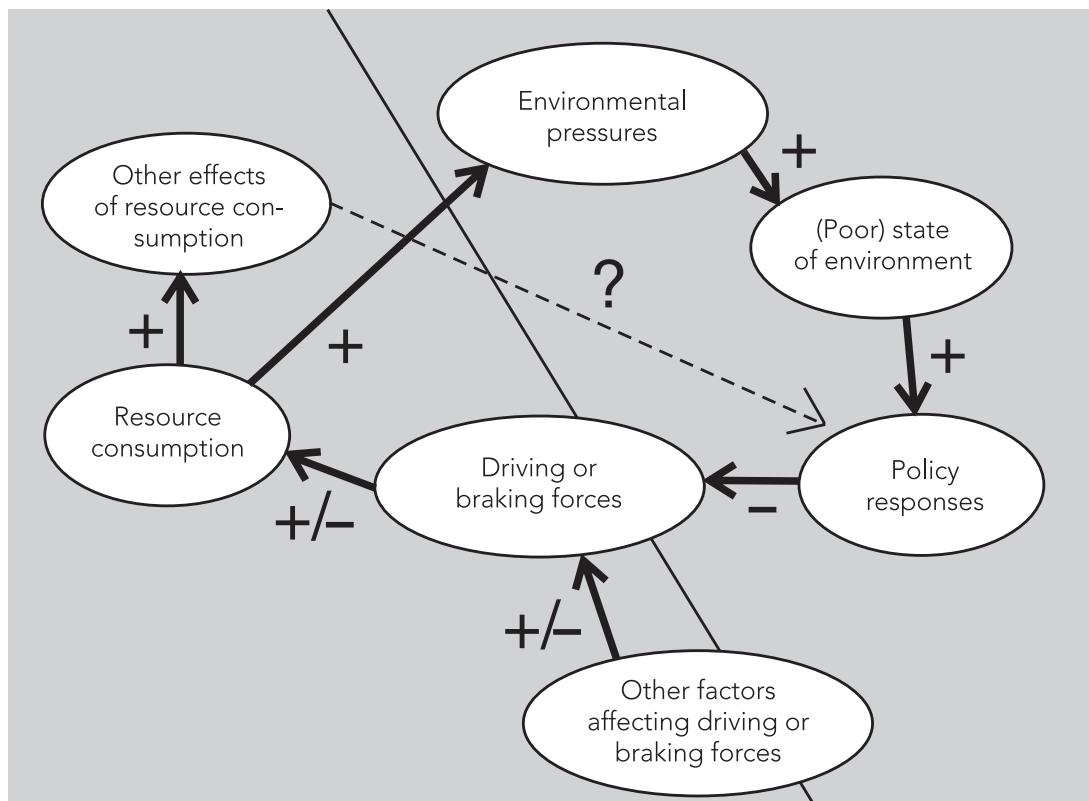 Environmental
pressures
+
Other effects
of resource con-
sumption
(Poor) state
of environment
?
+
+
+
Resource
consumption
Driving or
braking forces
Policy
responses
–
+/–
+/–
Other factors
affecting driving or
braking forces